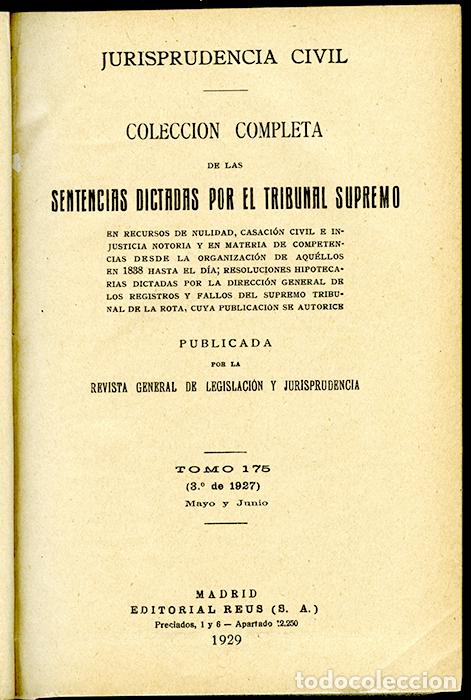 JURISPRUDENCIA CIVIL
COLECCION COMPLETA
DE LAS
SENTENCIAS DICTADAS POR EL TRIBUNAL SUPREMO
EN RECURSOS DE NULIDAD, CASACIÓN CIVIL E IN-
JUSTICIA NOTORIA Y EN MATERIA DE COMPETEN-
CIAS DESDE LA ORGANIZACIÓN DE AQUÉLLOS
EN 1838 HASTA EL DÍA; RESOLUCIONES HIPOTECA-
RIAS DICTADAS POR LA DIRECCIÓN GENERAL DE
LOS REGISTROS Y FALLOS DEL SUPREMO TRIBU-
NAL DE LA ROTA, CUYA PUBLICACIÓN SE AUTORICE
PUBLICADA
POR LA
REVISTA GENERAL DE LEGISLACIÓN Y JURISPRUDENCIA
TOMO 175
(3.º de 1927)
Mayo y Junio
MADRID
EDITORIAL REUS (S. A.)
Preciados, 1 y 6 — Apartado 12.250
1929
todocoleccion